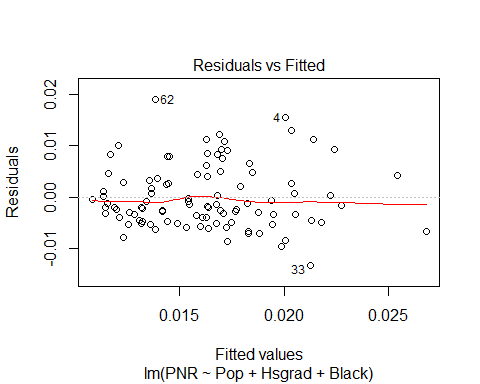 Residuals vs Fitted
Residuals
0.02
0.01
0.00
-0.01
62
4
33
0.015
0.020
0.025
Fitted values
lm(PNR ~ Pop + Hsgrad + Black)